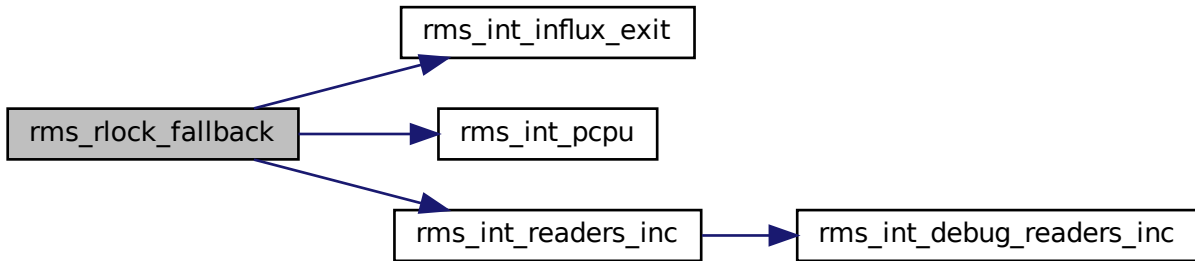 rms_int_influx_exit
rms_rlock_fallback
rms_int_pcpu
rms_int_readers_inc
rms_int_debug_readers_inc